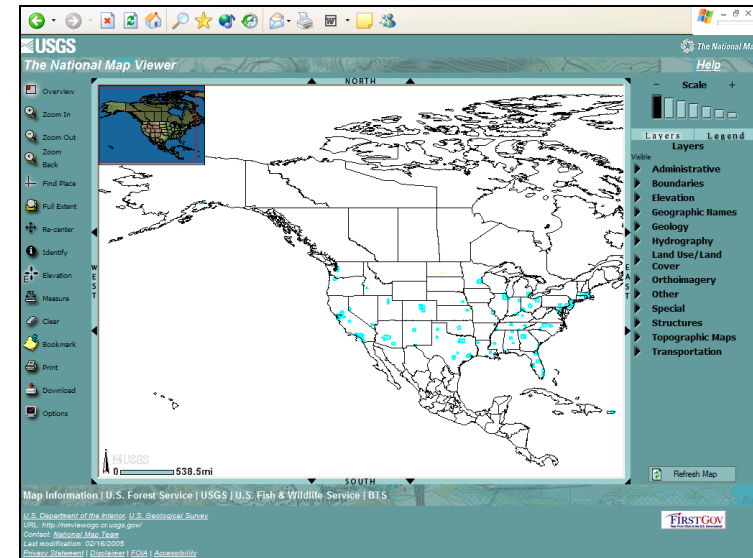 USGS
The National Map
The National Map Viewer
Help
Overview
Zoom In
Zoom Out
Zoom Back
Find Place
Full Extent
Re-center
Identify
Elevation
Measure
Clear
Bookmark
Print
Download
Options
NORTH
WEST
EAST
SOUTH
USGS
0 538.5mi
- Scale +
Layers Legend
Layers
Visible
Administrative
Boundaries
Elevation
Geographic Names
Geology
Hydrography
Land Use/Land
Cover
Orthoimagery
Other
Special
Structures
Topographic Maps
Transportation
Refresh Map
Map Information | U.S. Forest Service | USGS | U.S. Fish & Wildlife Service | BTS
U.S. Department of the Interior, U.S. Geological Survey
URL: http://nmviewogc.cr.usgs.gov/
Contact: National Map Team
Last modification: 02/16/2005
Privacy Statement | Disclaimer | FOIA | Accessibility
FIRSTGOV